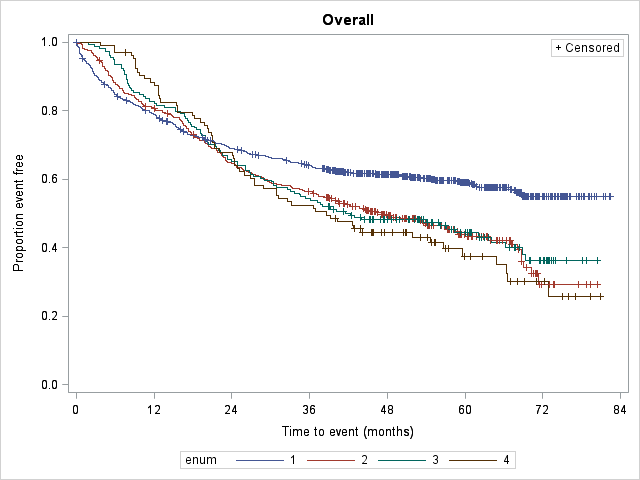 Overall
+ Censored
1.0
0.8
0.6
0.4
0.2
0.0
Proportion event free
0 12 24 36 48 60 72 84
Time to event (months)
enum 1 2 3 4